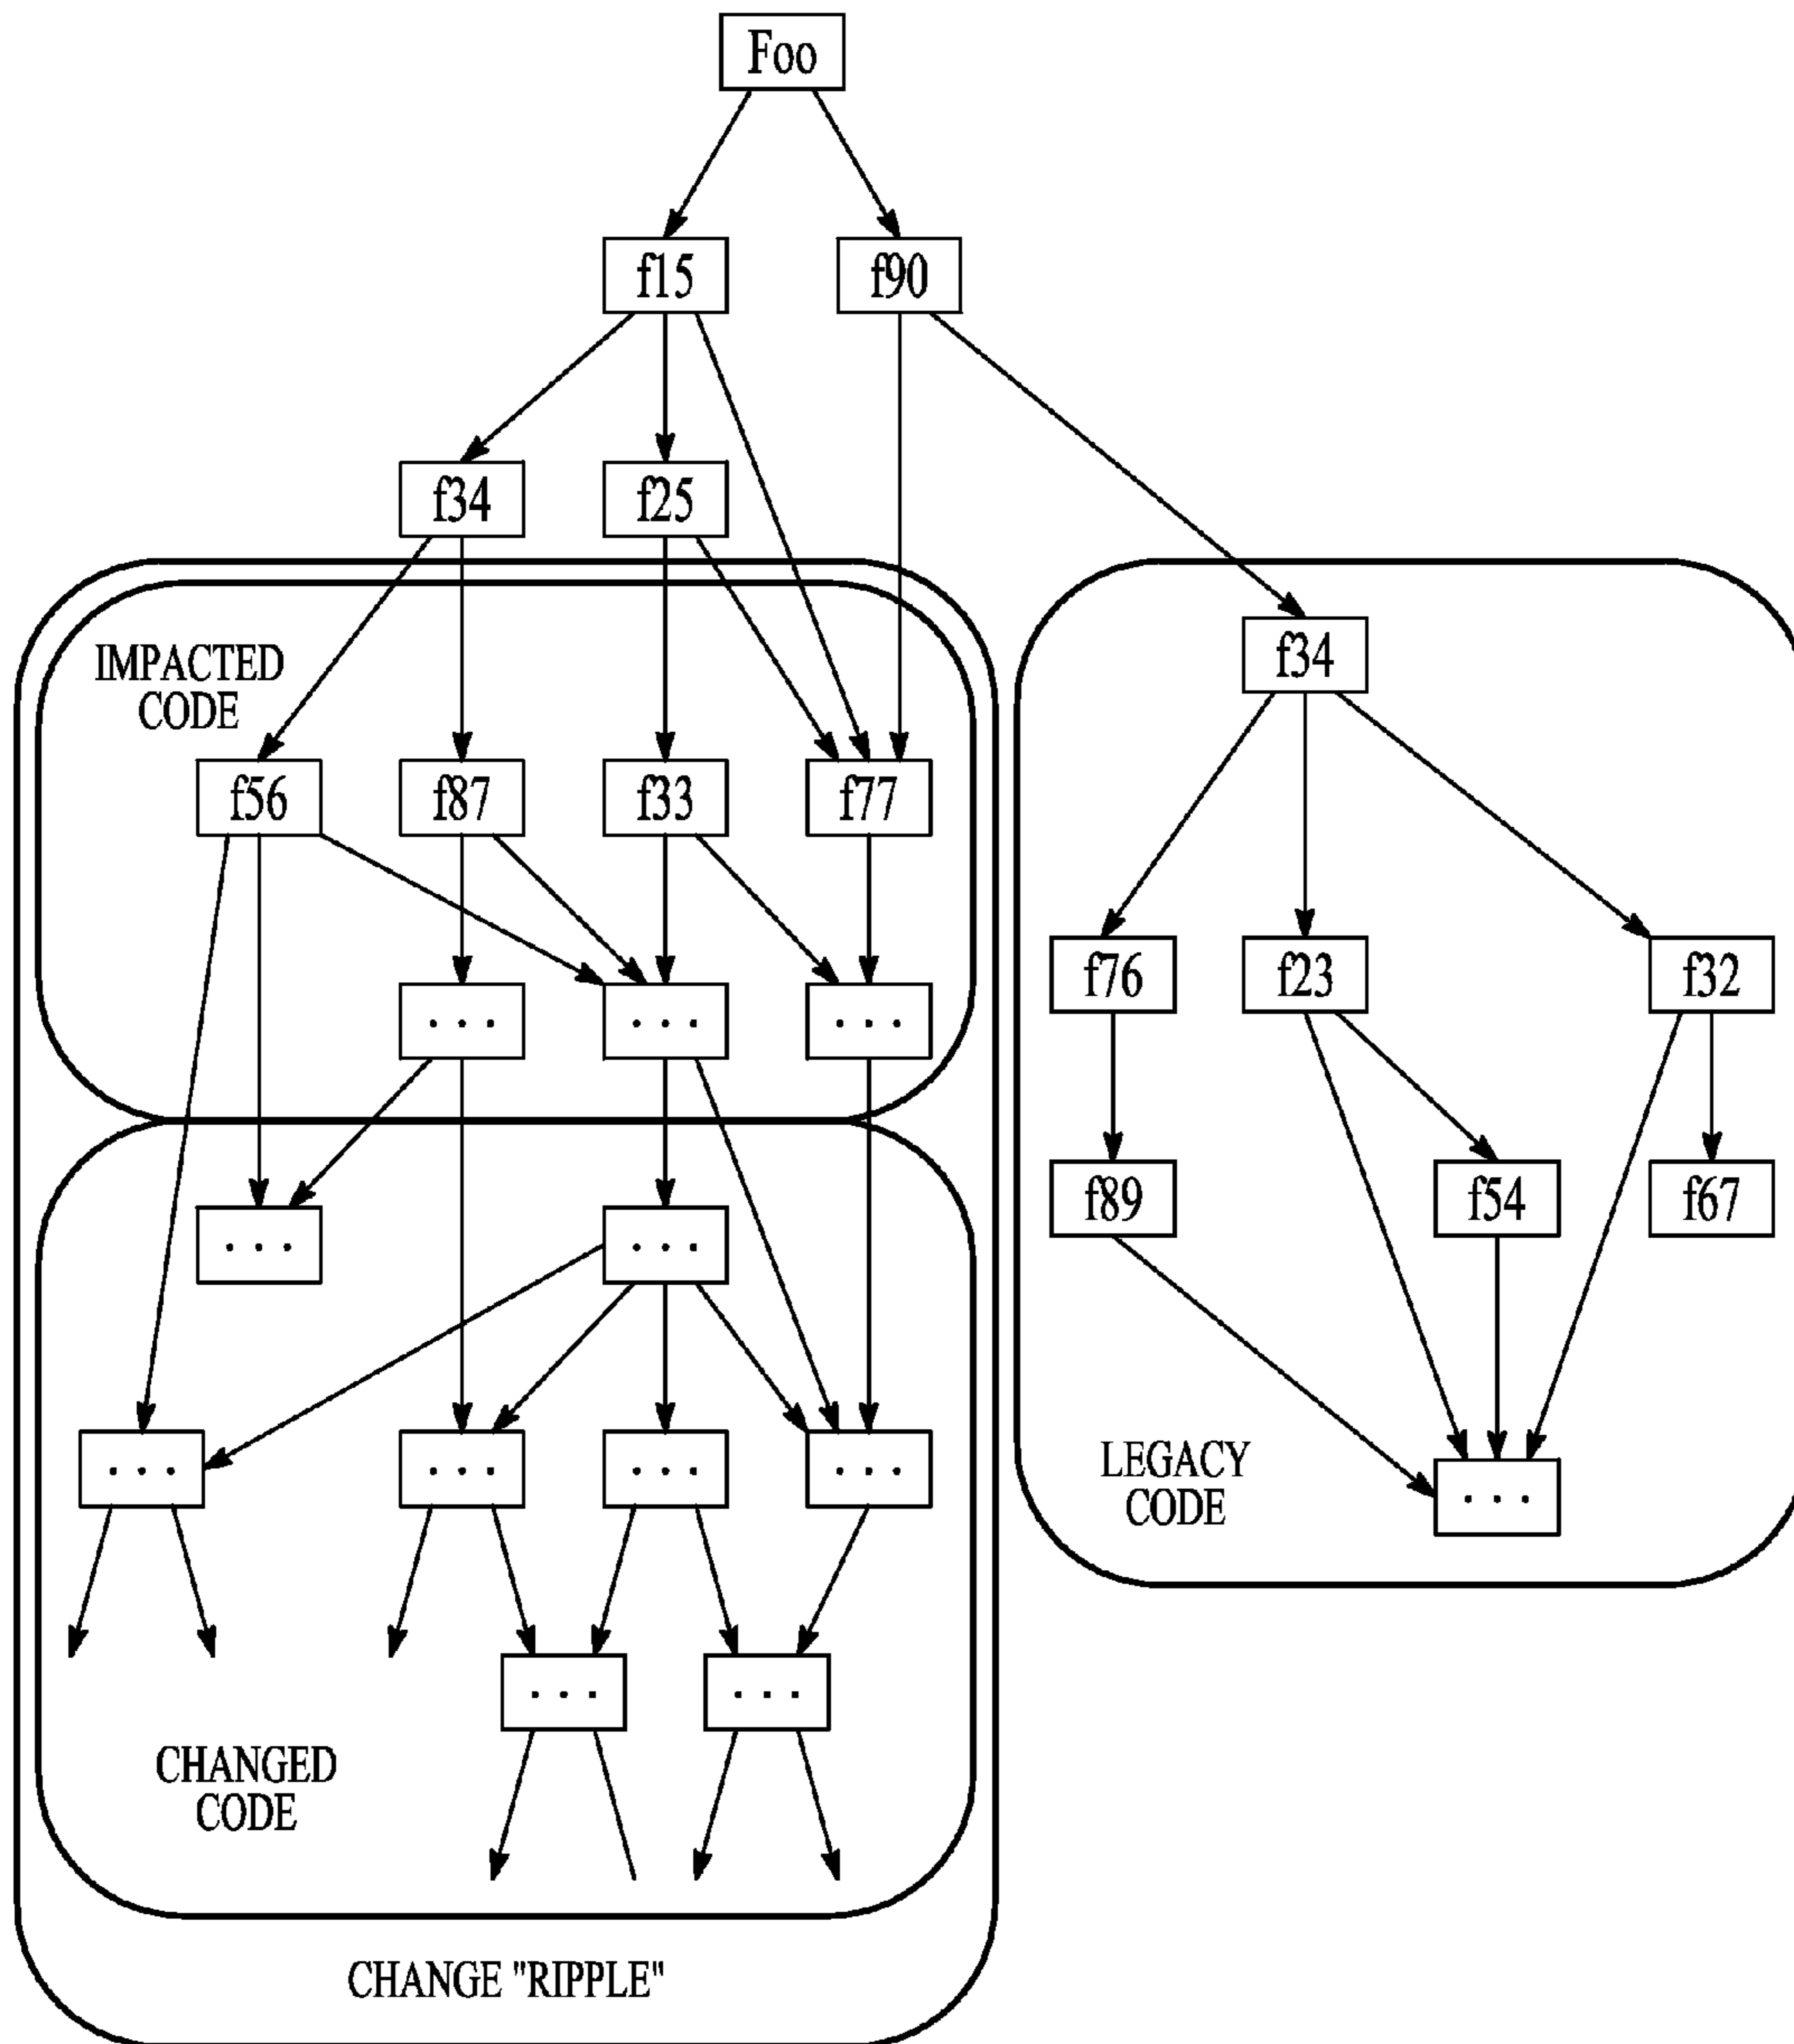 Foo
f15
f90
f34
f25
IMPACTED
CODE
f34
f56
f87
f33
f77
f76
f23
f32
. . .
. . .
. . .
f89
f54
f67
. . .
. . .
. . .
. . .
. . .
. . .
LEGACY
CODE
. . .
. . .
. . .
CHANGED
CODE
CHANGE "RIPPLE"